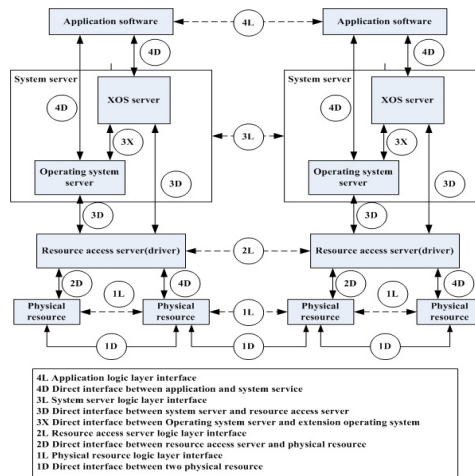 Application software
4L
Application software
4D
4D
System server
XOS server
4D
4D
System server
XOS server
3X
3L
3X
Operating system
server
3D
Operating system
server
3D
3D
3D
Resource access server(driver)
2L
Resource access server(driver)
2D
1L
4D
2D
1L
4D
Physical
resource
Physical
resource
1L
Physical
resource
Physical
resource
1D
1D
1D
4L Application logic layer interface
4D Direct interface between application and system service
3L System server logic layer interface
3D Direct interface between system server and resource access server
3X Direct interface between Operating system server and extension operating system
2L Resource access server logic layer interface
2D Direct interface between resource access server and physical resource
1L Physical resource logic layer interface
1D Direct interface between two physical resource